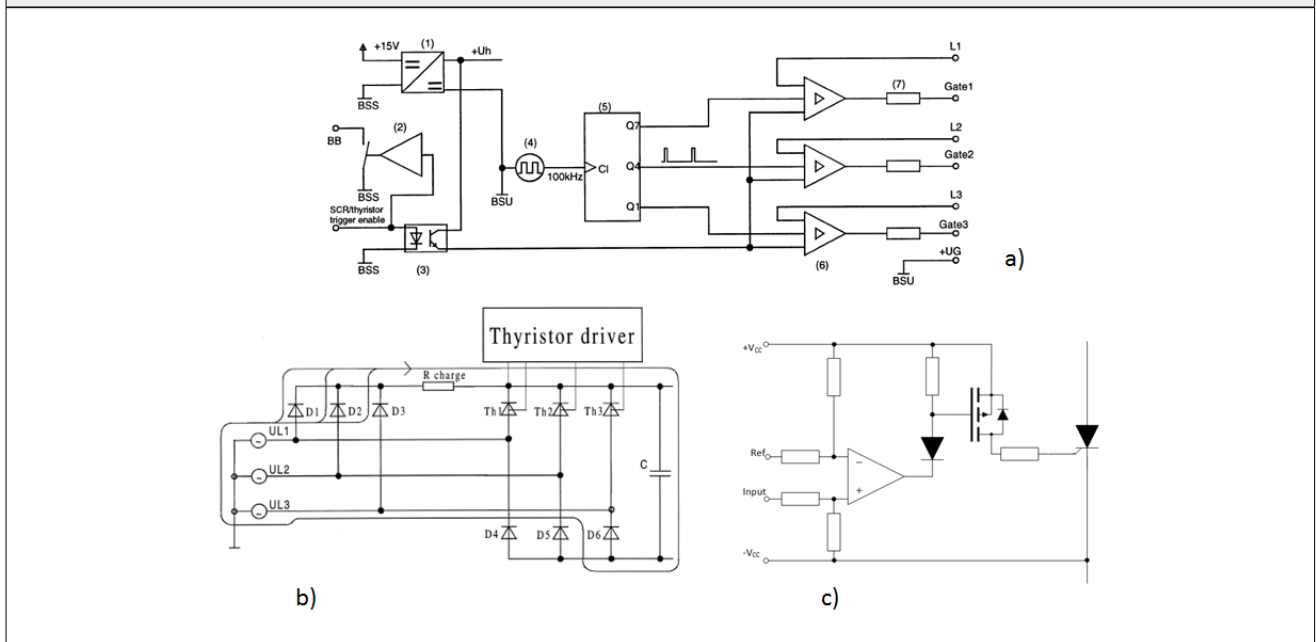 +15V
(1)
+Uh
BSS
(2)
BB
BSS
SCR/thyristor
trigger enable
BSS
(3)
(4)
100kHz
BSU
(5)
CI
Q7
Q4
Q1
(6)
L1
(7)
Gate1
L2
Gate2
L3
Gate3
+UG
BSU
a)
Thyristor driver
R charge
D1
D2
D3
Th1
Th2
Th3
UL1
UL2
UL3
C
D4
D5
D6
b)
+Vcc
Ref
Input
-Vcc
−
+
c)